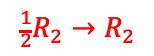 ½R₂ → R₂